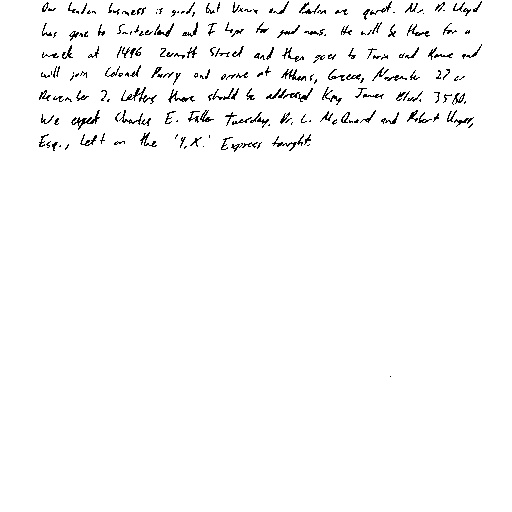 Our London business is good, but Vienna and Berlin are quiet. Mr. D. Lloyd
has gone to Switzerland and I hope for good news. He will be there for a
week at 1496 Zermott Street and then goes to Turin and Rome and
will join Colonel Parry and arrive at Athens, Greece, November 27 or
December 2. Letters there should be addressed King James Blvd. 3580.
We expect Charles E. Fuller Tuesday. Dr. L. McQuaid and Robert Unger,
Esq., left on the 'Y.X.' Express tonight.